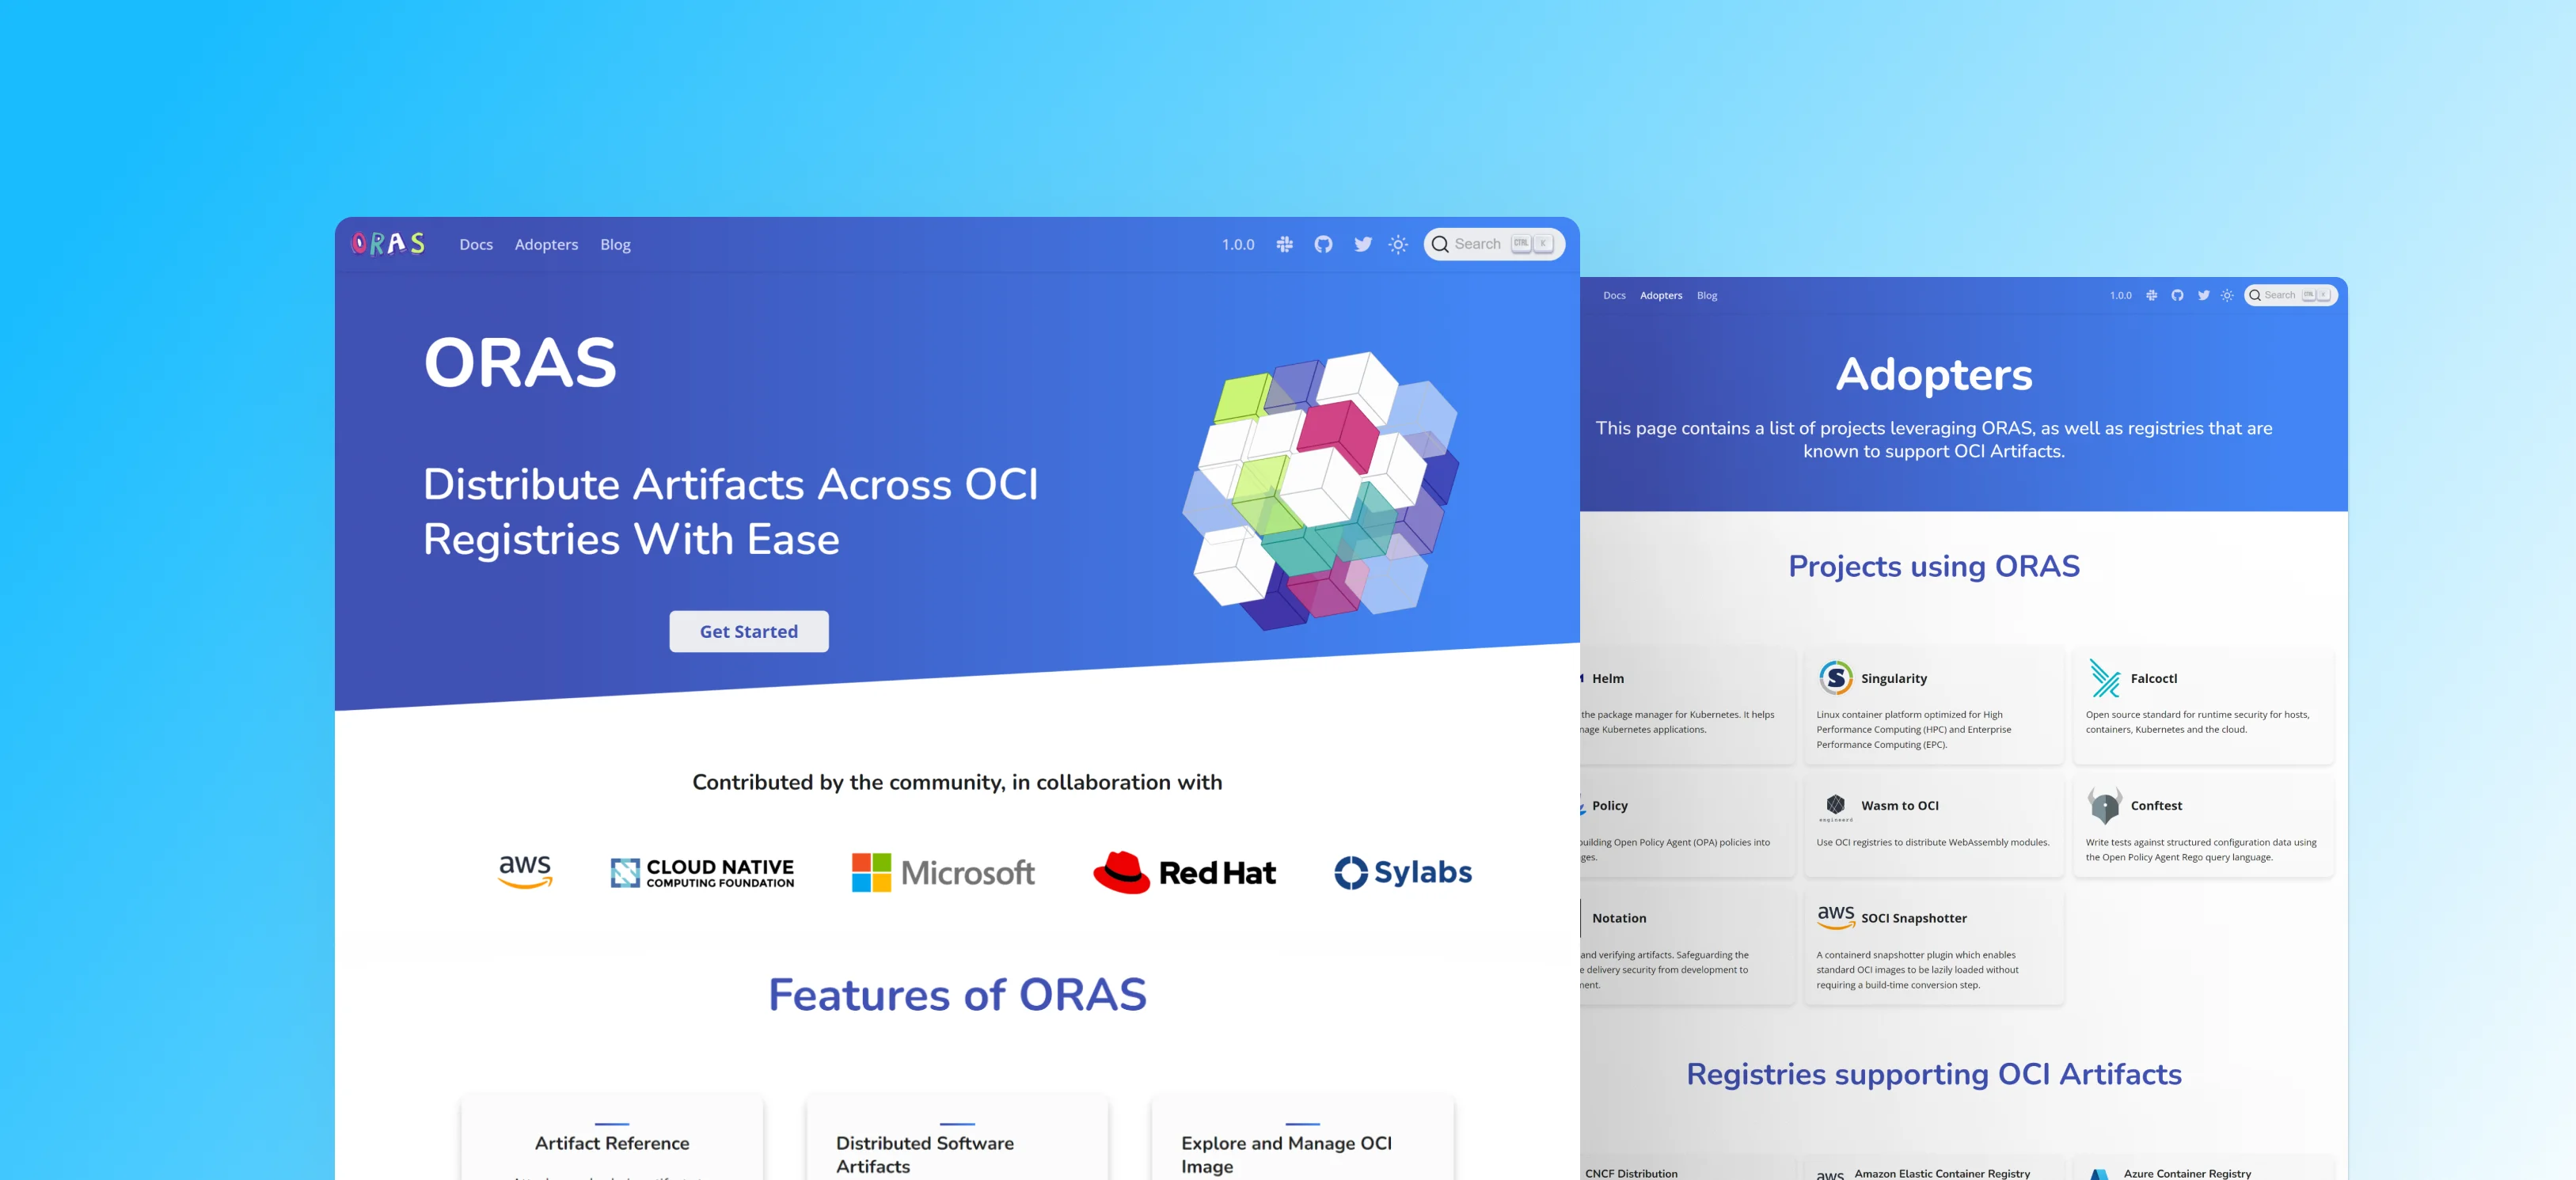 ORAS
Docs Adopters Blog
1.0.0
Search CTRL K
ORAS
Distribute Artifacts Across OCI
Registries With Ease
Get Started
Contributed by the community, in collaboration with
aws
CLOUD NATIVE
COMPUTING FOUNDATION
Microsoft
Red Hat
Sylabs
Features of ORAS
Artifact Reference
Distributed Software
Artifacts
Explore and Manage OCI
Image
Docs Adopters Blog
1.0.0
Search CTRL K
Adopters
This page contains a list of projects leveraging ORAS, as well as registries that are
known to support OCI Artifacts.
Projects using ORAS
Helm
the package manager for Kubernetes. It helps
nage Kubernetes applications.
S
Singularity
Linux container platform optimized for High
Performance Computing (HPC) and Enterprise
Performance Computing (EPC).
Falcoctl
Open source standard for runtime security for hosts,
containers, Kubernetes and the cloud.
Policy
building Open Policy Agent (OPA) policies into
ges.
engineerd
Wasm to OCI
Use OCI registries to distribute WebAssembly modules.
Conftest
Write tests against structured configuration data using
the Open Policy Agent Rego query language.
Notation
and verifying artifacts. Safeguarding the
e delivery security from development to
ment.
aws
SOCI Snapshotter
A containerd snapshotter plugin which enables
standard OCI images to be lazily loaded without
requiring a build-time conversion step.
Registries supporting OCI Artifacts
CNCF Distribution
aws
Amazon Elastic Container Registry
Azure Container Registry